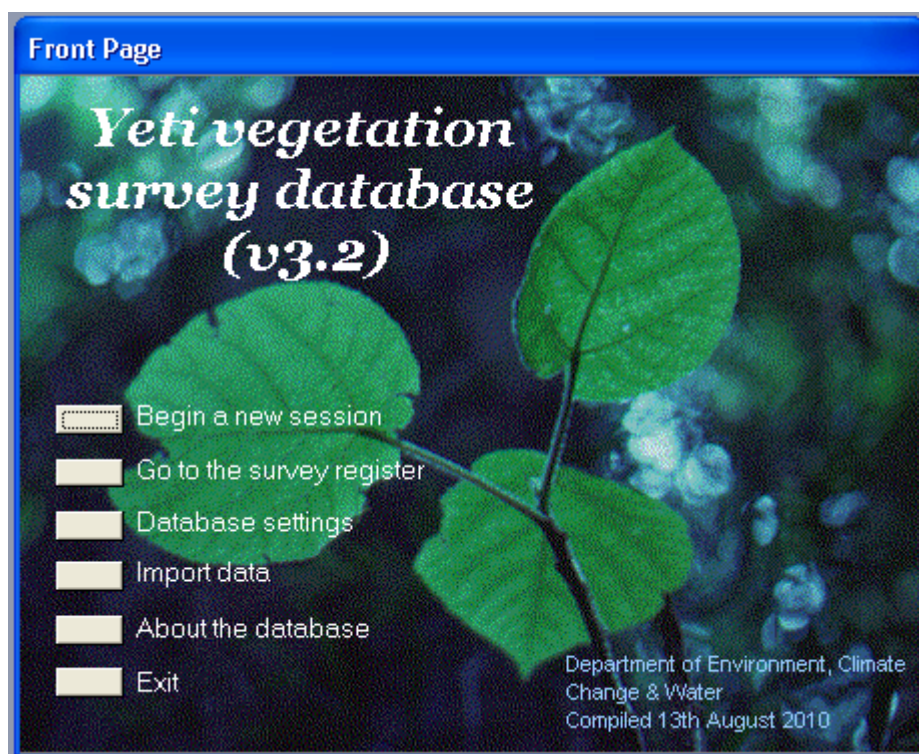 Front Page
Yeti vegetation
survey database
(v3.2)
Begin a new session
Go to the survey register
Database settings
Import data
About the database
Exit
Department of Environment, Climate
Change & Water
Compiled 13th August 2010